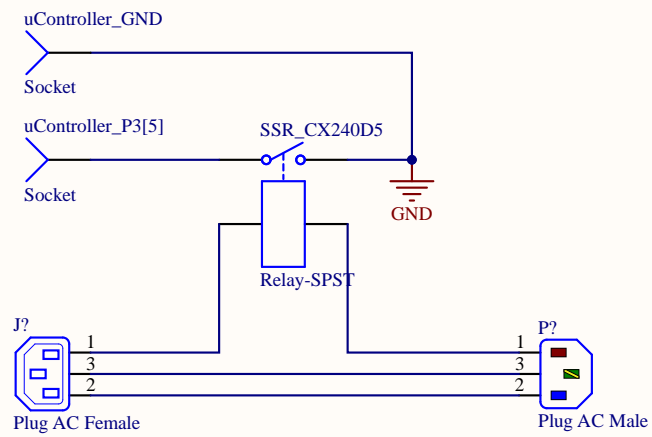 uController_GND
Socket
uController_P3[5]
SSR_CX240D5
Socket
GND
Relay-SPST
J?
P?
1
1
3
3
2
2
Plug AC Female
Plug AC Male